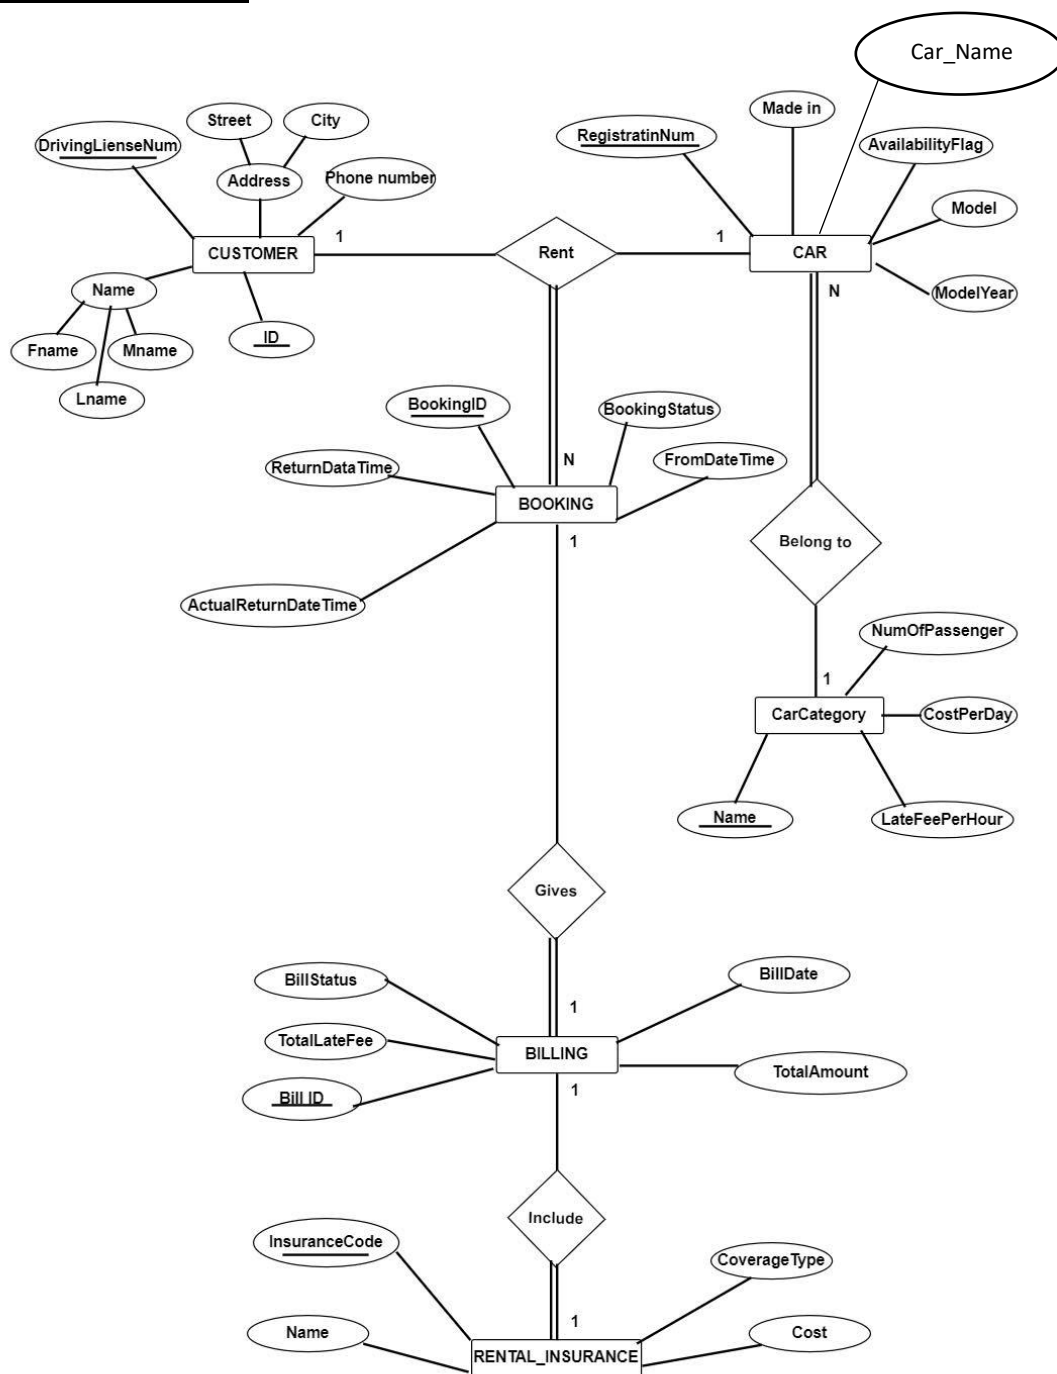 Car_Name
Made in
Street
City
RegistratinNum
DrivingLienseNum
AvailabilityFlag
Address
Phone number
Model
1
1
CUSTOMER
Rent
CAR
Name
N
ModelYear
ID
Fname
Mname
Lname
BookingID
BookingStatus
ReturnDataTime
N
FromDateTime
BOOKING
1
Belong to
ActualReturnDateTime
NumOfPassenger
1
CarCategory
CostPerDay
Name
LateFeePerHour
Gives
BillStatus
BillDate
1
TotalLateFee
BILLING
TotalAmount
Bill ID
1
Include
InsuranceCode
CoverageType
1
Name
Cost
RENTAL_INSURANCE